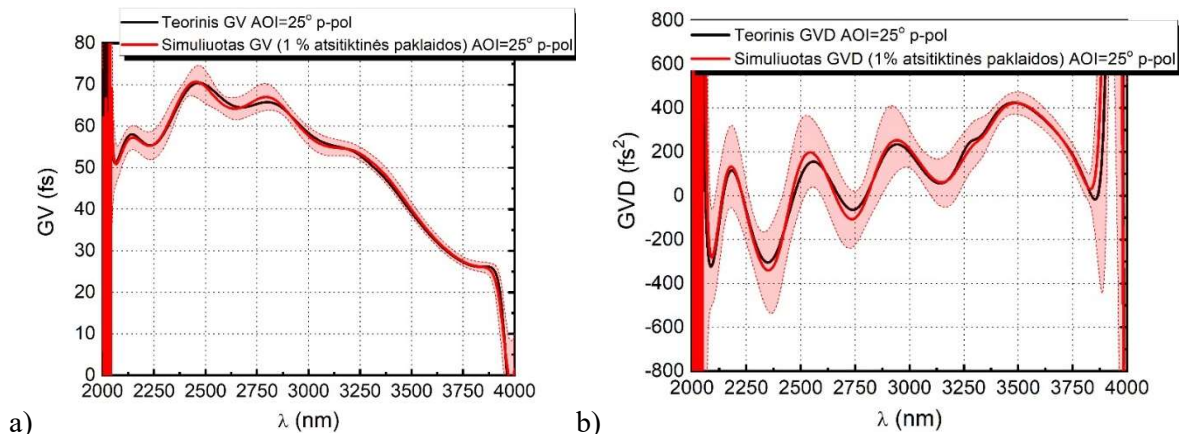 Teorinis GV AOI=25° p-pol
Simuliuotas GV (1 % atsitiktinės paklaidos) AOI=25° p-pol
80
70
60
50
40
30
20
10
0
GV (fs)
2000 2250 2500 2750 3000 3250 3500 3750 4000
λ (nm)
a)
Teorinis GVD AOI=25° p-pol
Simuliuotas GVD (1% atsitiktinės paklaidos) AOI=25° p-pol
800
600
400
200
0
-200
-400
-600
-800
GVD (fs²)
2000 2250 2500 2750 3000 3250 3500 3750 4000
λ (nm)
b)